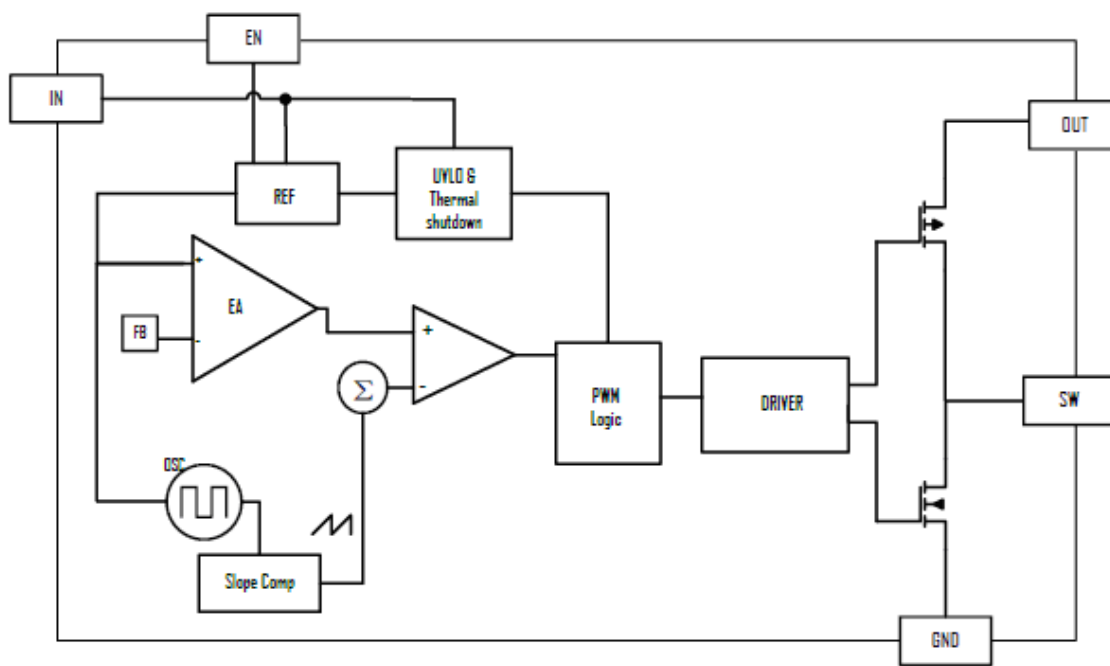 EN
IN
OUT
REF
UVLO &
Thermal
shutdown
+
EA
FB
-
+
-
Σ
PWM
Logic
DRIVER
SW
OSC
Slope Comp
GND